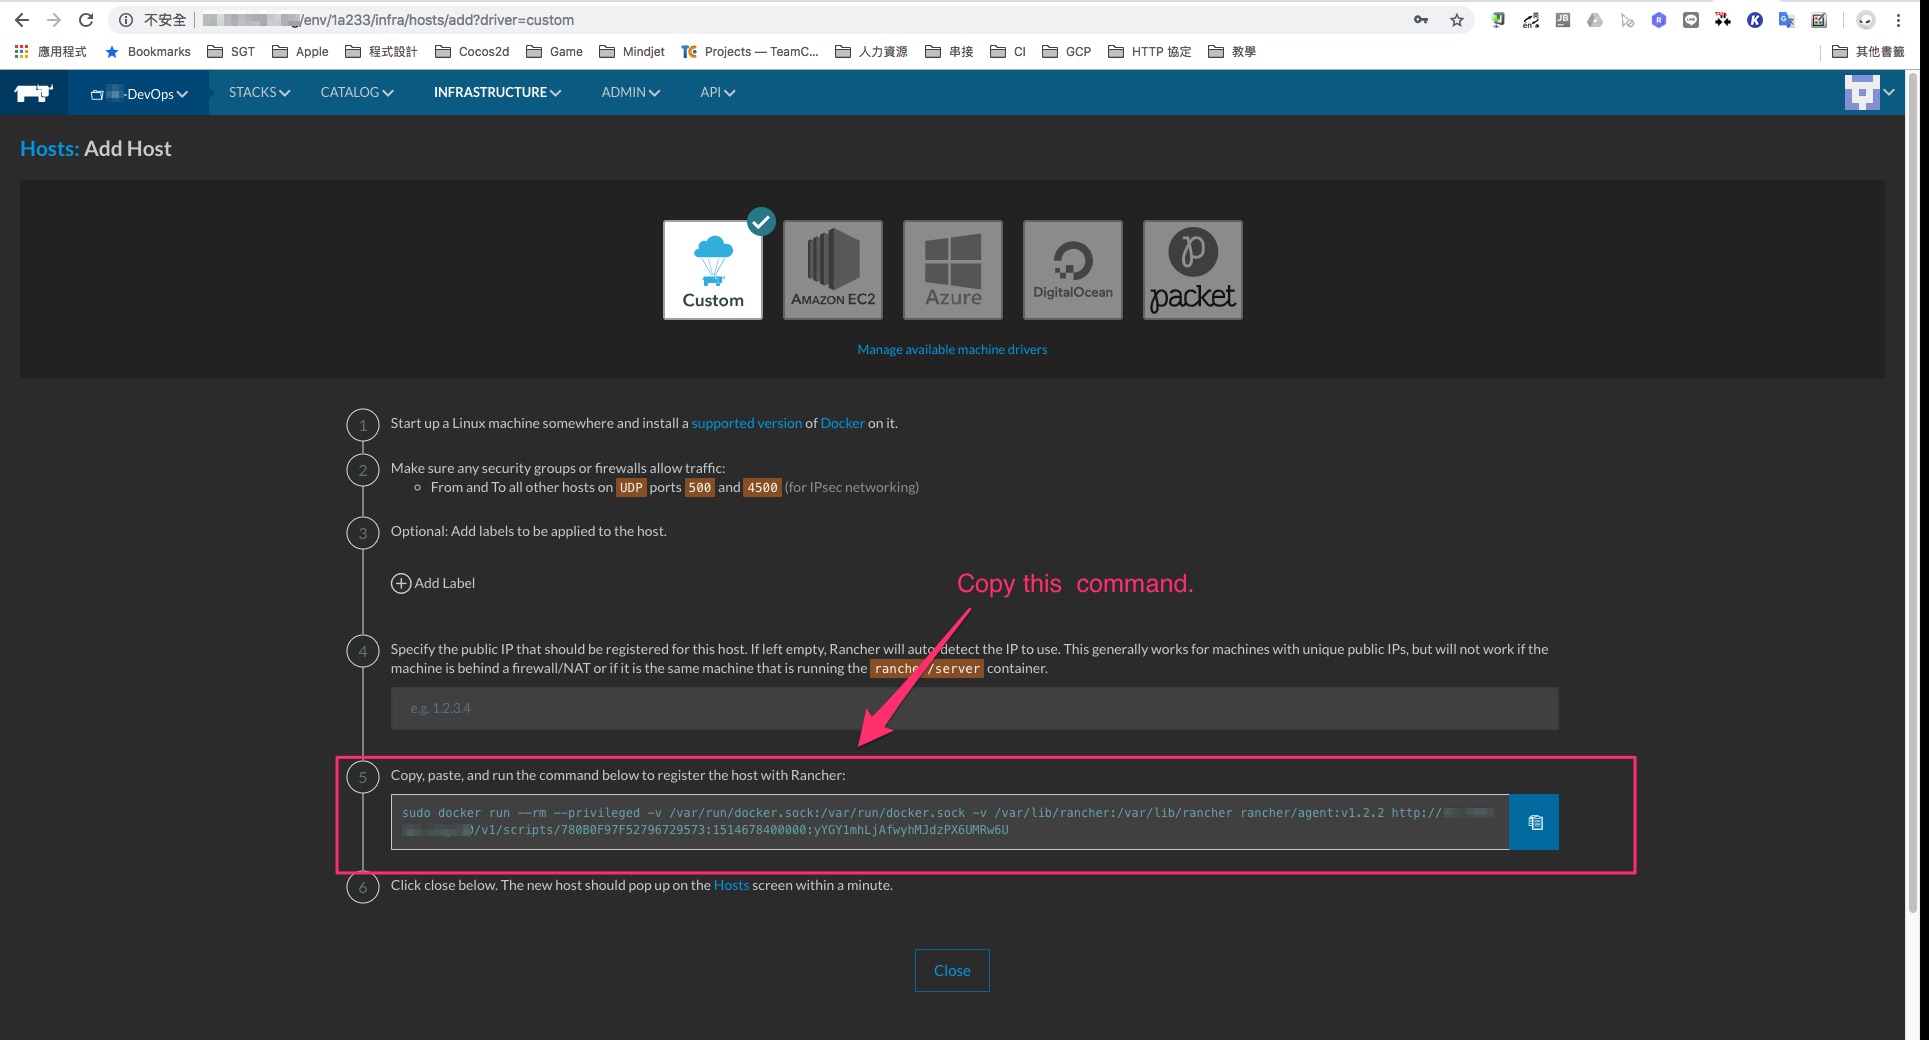 不安全 /env/1a233/infra/hosts/add?driver=custom
應用程式 Bookmarks SGT Apple 程式設計 Cocos2d Game Mindjet Projects — TeamC... 人力資源 串接 CI GCP HTTP 協定 教學 其他書籤
-DevOps STACKS CATALOG INFRASTRUCTURE ADMIN API
Hosts: Add Host
Custom
AMAZON EC2
Azure
DigitalOcean
packet
Manage available machine drivers
1 Start up a Linux machine somewhere and install a supported version of Docker on it.
2 Make sure any security groups or firewalls allow traffic:
From and To all other hosts on UDP ports 500 and 4500 (for IPsec networking)
3 Optional: Add labels to be applied to the host.
Add Label
Copy this command.
4 Specify the public IP that should be registered for this host. If left empty, Rancher will auto-detect the IP to use. This generally works for machines with unique public IPs, but will not work if the
machine is behind a firewall/NAT or if it is the same machine that is running the rancher/server container.
e.g. 1.2.3.4
5 Copy, paste, and run the command below to register the host with Rancher:
sudo docker run --rm --privileged -v /var/run/docker.sock:/var/run/docker.sock -v /var/lib/rancher:/var/lib/rancher rancher/agent:v1.2.2 http://
/v1/scripts/780B0F97F52796729573:1514678400000:yYGY1mhLjAfwyhMJdzPX6UMRw6U
6 Click close below. The new host should pop up on the Hosts screen within a minute.
Close